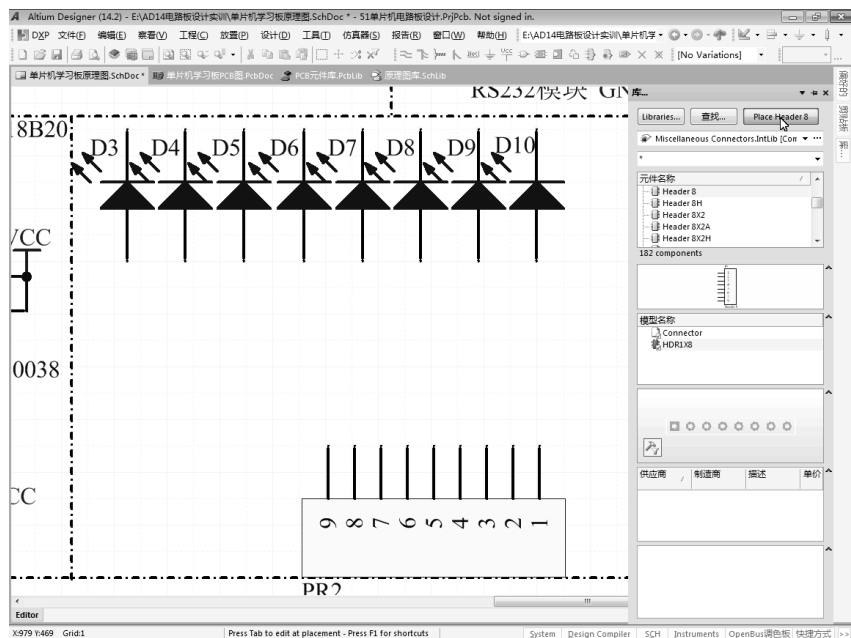 Altium Designer (14.2) - E:\AD14电路板设计实训\单片机学习板原理图.SchDoc * - 51单片机电路板设计.PrjPcb. Not signed in.
DXP 文件(F) 编辑(E) 察看(V) 工程(C) 放置(P) 设计(D) 工具(T) 仿真器(S) 报告(R) 窗口(W) 帮助(H) E:\AD14电路板设计实训\单片机学
[No Variations]
单片机学习板原理图.SchDoc * 单片机学习板PCB图.PcbDoc PCB元件库.PcbLib 原理图库.SchLib
RS232模块 GN
18B20
D3 D4 D5 D6 D7 D8 D9 D10
VCC
0038
CC
9 8 7 6 5 4 3 2 1
PR2
库...
Libraries... 查找... Place Header 8
Miscellaneous Connectors.IntLib [Con
*
元件名称
Header 8
Header 8H
Header 8X2
Header 8X2A
Header 8X2H
182 components
模型名称
Connector
HDR1X8
供应商 制造商 描述 单价
剪贴板
Editor
X:979 Y:469 Grid:1 Press Tab to edit at placement - Press F1 for shortcuts System Design Compiler SCH Instruments OpenBus调色板 快捷方式 >>